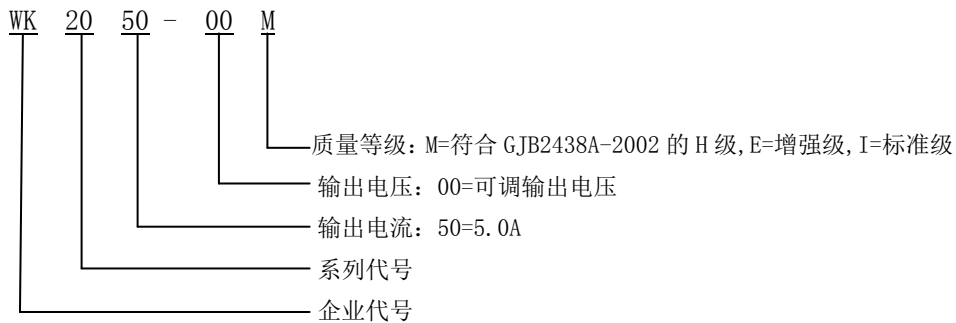 WK 20 50 - 00 M
质量等级：M=符合 GJB2438A-2002 的 H 级,E=增强级,I=标准级
输出电压：00=可调输出电压
输出电流：50=5.0A
系列代号
企业代号